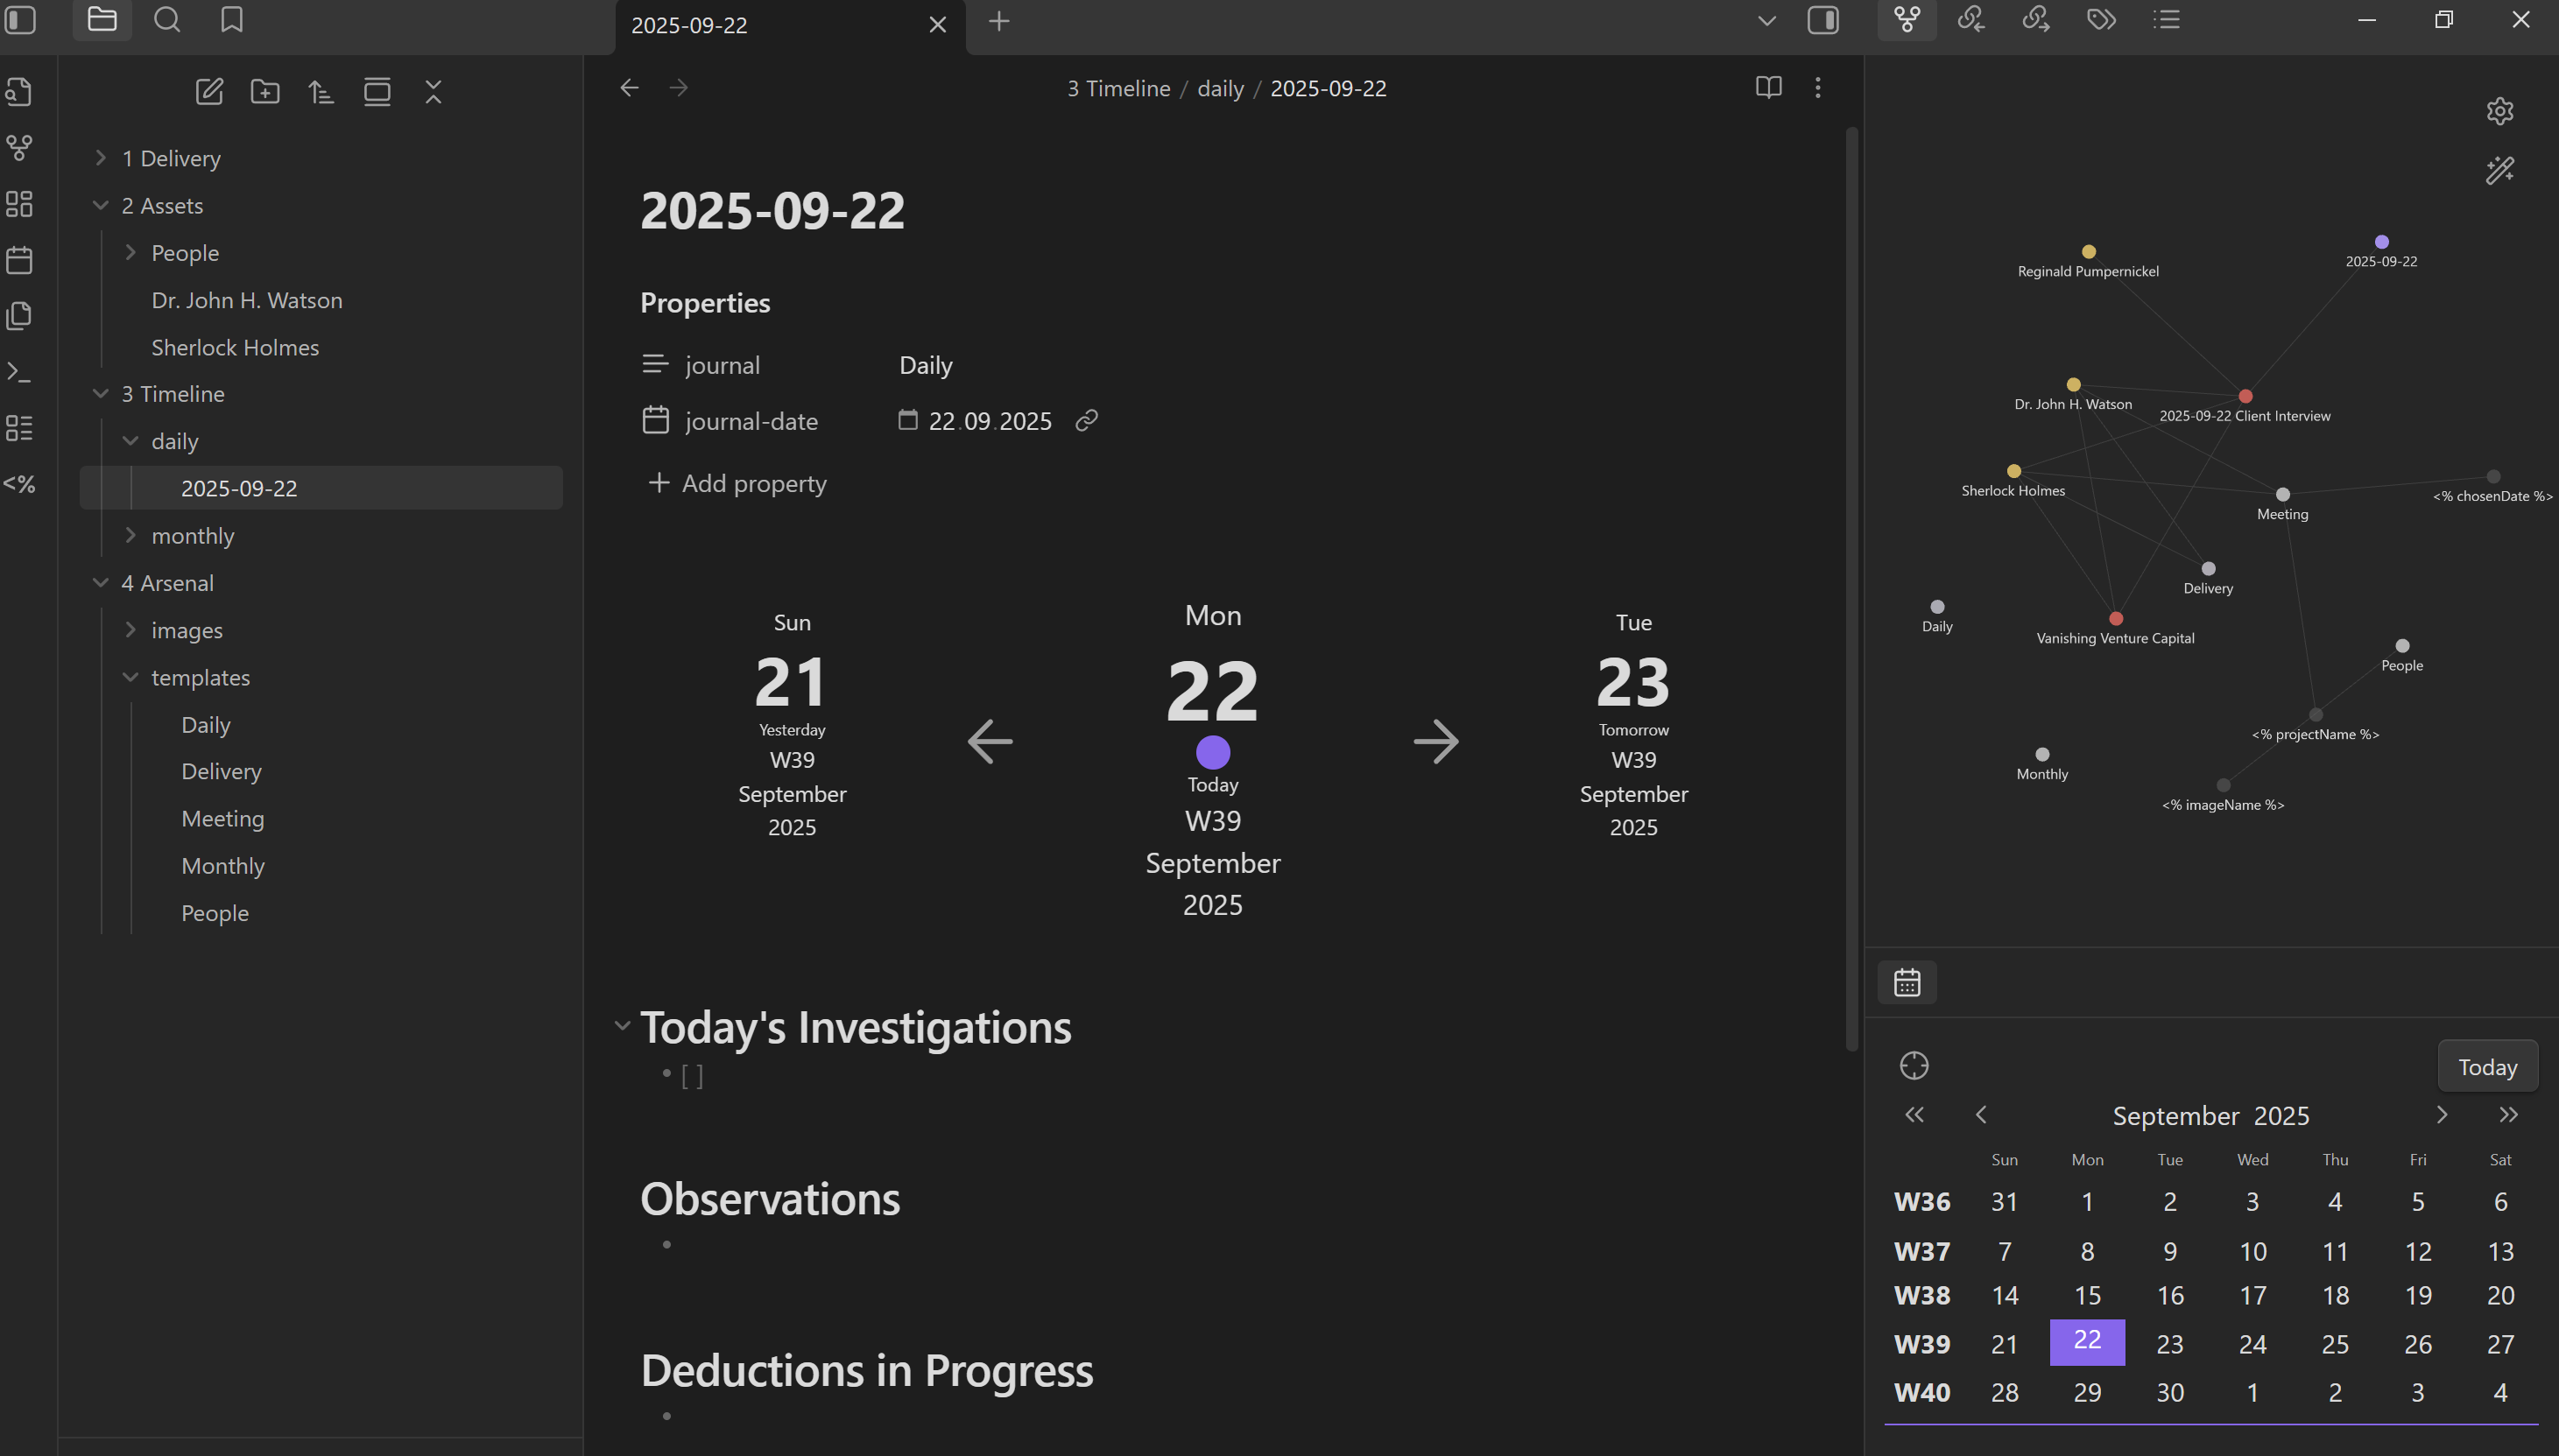 2025-09-22
3 Timeline / daily / 2025-09-22
1 Delivery
2 Assets
People
Dr. John H. Watson
Sherlock Holmes
3 Timeline
daily
2025-09-22
monthly
4 Arsenal
images
templates
Daily
Delivery
Meeting
Monthly
People
<%
2025-09-22
Properties
journal Daily
journal-date 22.09.2025
Add property
Sun
21
Yesterday
W39
September
2025
Mon
22
Today
W39
September
2025
Tue
23
Tomorrow
W39
September
2025
Today's Investigations
[ ]
Observations
Deductions in Progress
Reginald Pumpernickel
2025-09-22
Dr. John H. Watson
2025-09-22 Client Interview
Sherlock Holmes
<% chosenDate %>
Meeting
Delivery
Daily
Vanishing Venture Capital
People
<% projectName %>
Monthly
<% imageName %>
Today
September 2025
Sun Mon Tue Wed Thu Fri Sat
W36 31 1 2 3 4 5 6
W37 7 8 9 10 11 12 13
W38 14 15 16 17 18 19 20
W39 21 22 23 24 25 26 27
W40 28 29 30 1 2 3 4